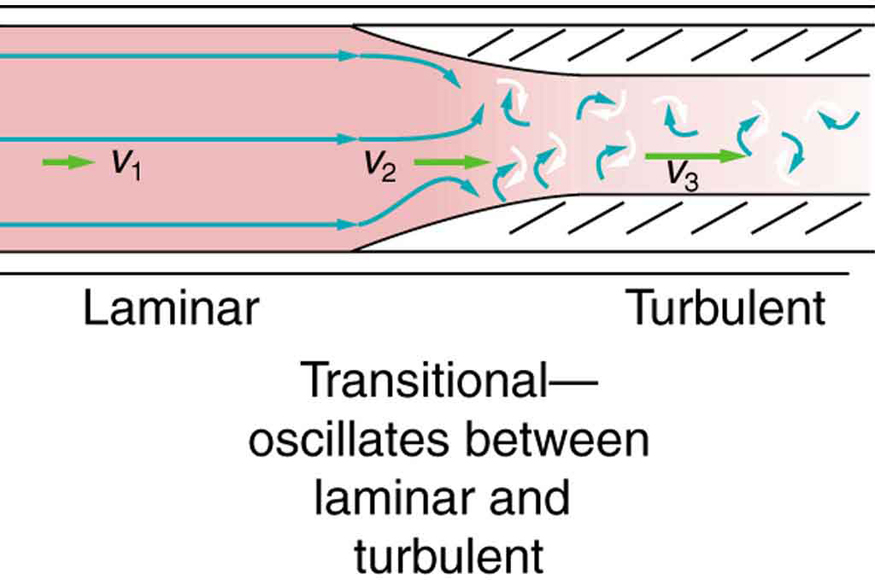 v₁
v₂
v₃
Laminar
Turbulent
Transitional—
oscillates between
laminar and
turbulent